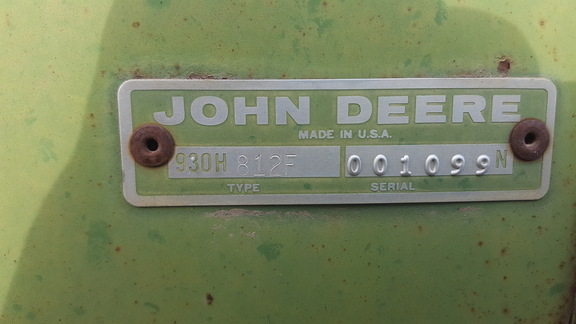 JOHN DEERE
MADE IN U.S.A.
930H 812F 001099N
TYPE SERIAL